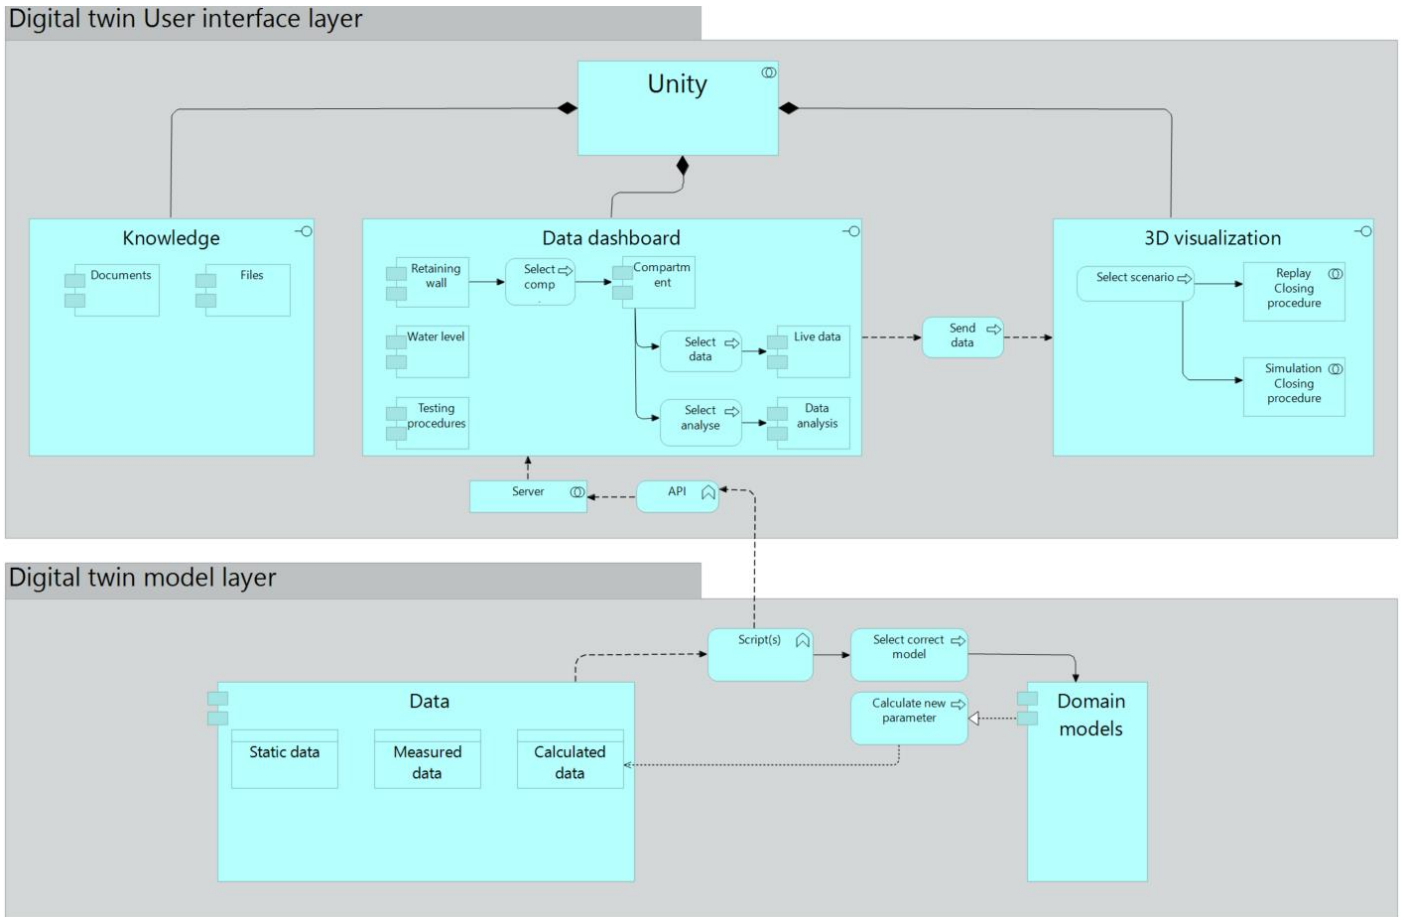 Digital twin User interface layer
Unity
Knowledge
Documents
Files
Data dashboard
Retaining
wall
Select
comp
.
Compartm
ent
Water level
Select
data
Live data
Testing
procedures
Select
analyse
Data
analysis
Send
data
3D visualization
Select scenario
Replay
Closing
procedure
Simulation
Closing
procedure
Server
API
Digital twin model layer
Script(s)
Select correct
model
Calculate new
parameter
Data
Static data
Measured
data
Calculated
data
Domain
models